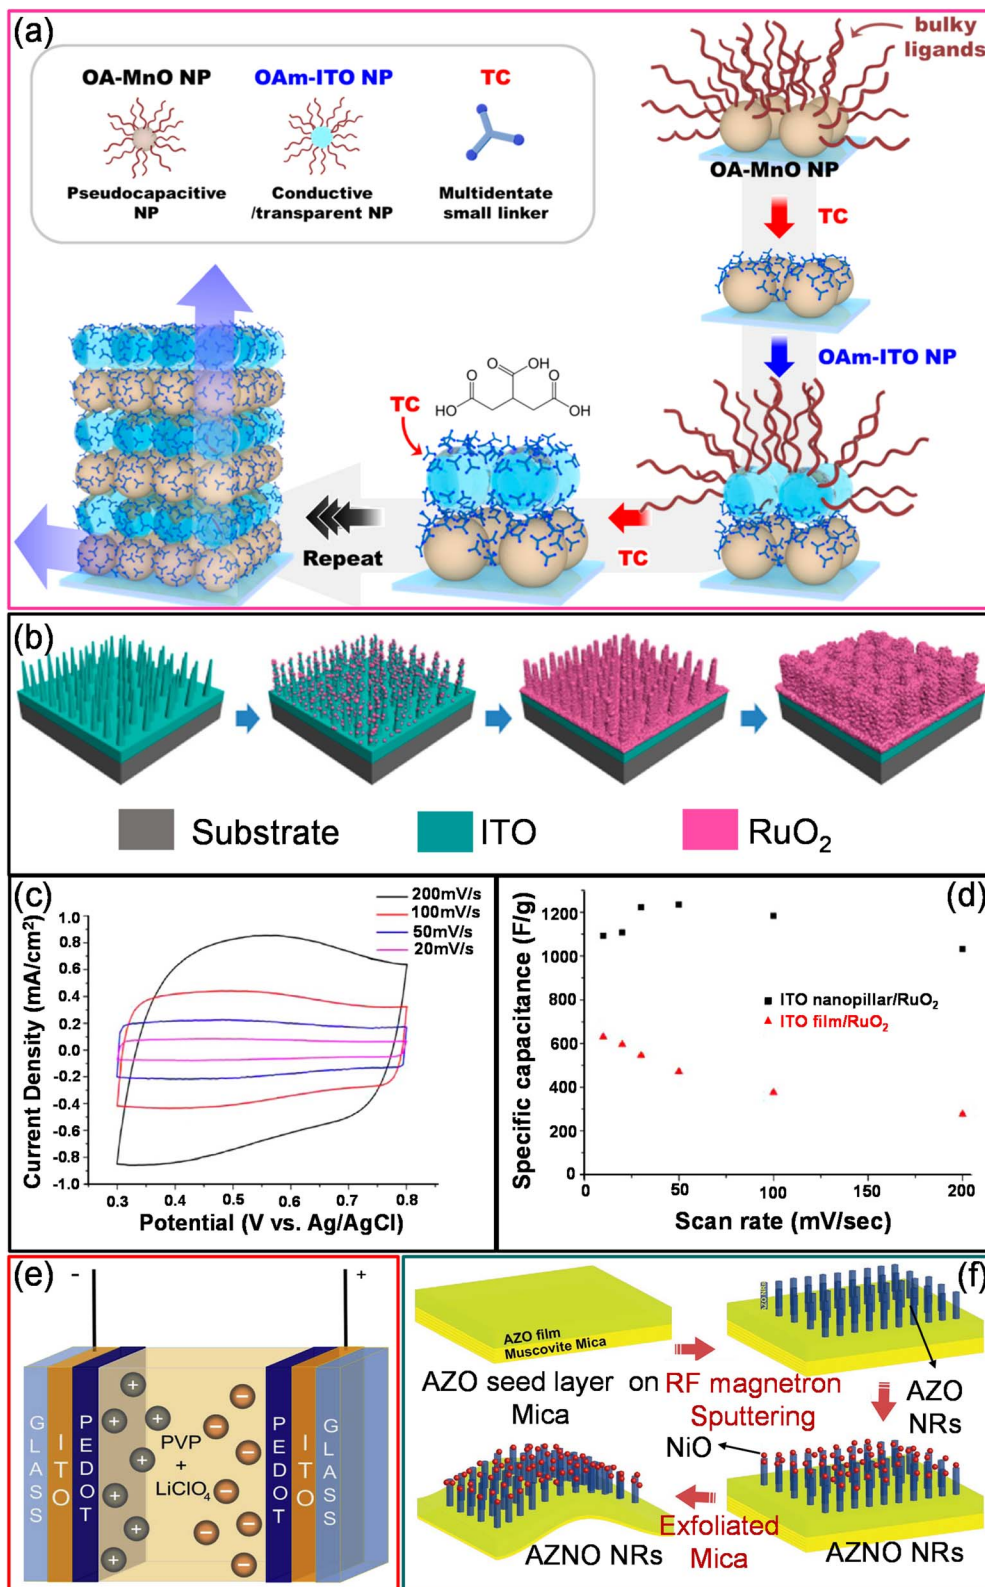 (a)
bulky
ligands
OA-MnO NP
OAm-ITO NP
TC
Pseudocapacitive
NP
Conductive
/transparent NP
Multidentate
small linker
OA-MnO NP
TC
OAm-ITO NP
O
OH
O
O
HO
OH
TC
Repeat
TC
(b)
Substrate
ITO
RuO₂
(c)
200mV/s
100mV/s
50mV/s
20mV/s
Current Density (mA/cm²)
1.0
0.8
0.6
0.4
0.2
0.0
-0.2
-0.4
-0.6
-0.8
-1.0
0.3 0.4 0.5 0.6 0.7 0.8
Potential (V vs. Ag/AgCl)
(d)
Specific capacitance (F/g)
1200
1000
800
600
400
200
0
ITO nanopillar/RuO₂
ITO film/RuO₂
0 50 100 150 200
Scan rate (mV/sec)
(e)
- +
GLASS
ITO
PEDOT
PVP
+
LiClO₄
PEDOT
ITO
GLASS
(f)
AZO film
Muscovite Mica
AZO seed layer on
Mica
RF magnetron
Sputtering
AZO
NRs
NiO
Exfoliated
Mica
AZNO NRs
AZNO NRs